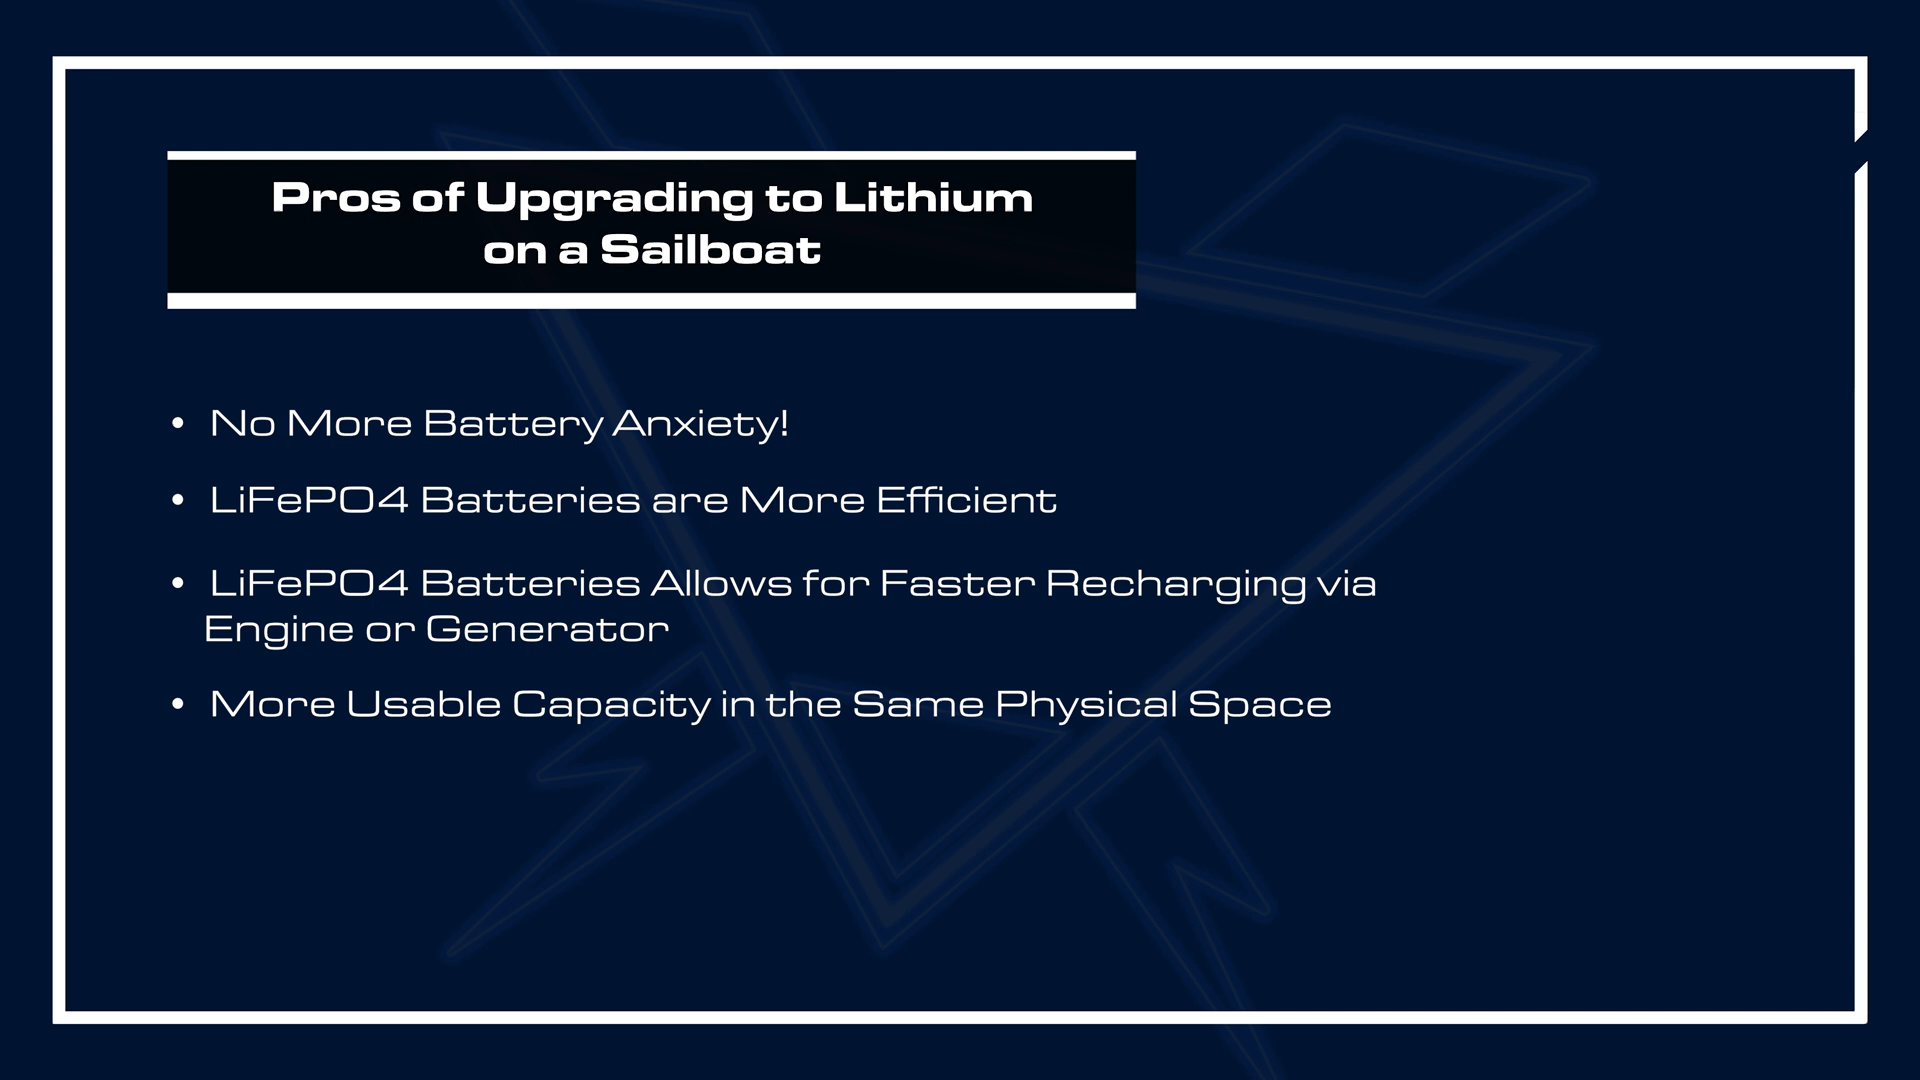 Pros of Upgrading to Lithium
on a Sailboat
• No More Battery Anxiety!
• LiFePO4 Batteries are More Efficient
• LiFePO4 Batteries Allows for Faster Recharging via
Engine or Generator
• More Usable Capacity in the Same Physical Space